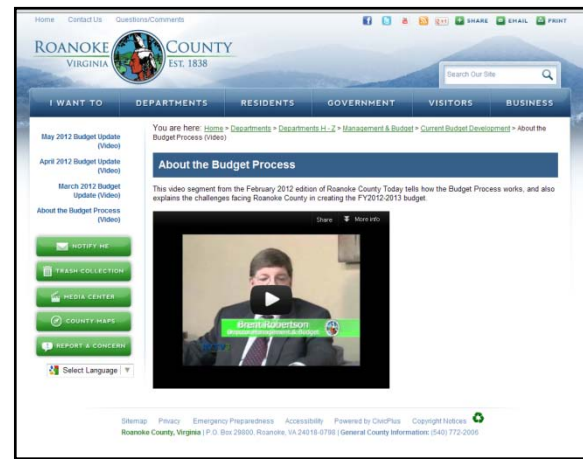 Home Contact Us Questions/Comments
SHARE EMAIL PRINT
ROANOKE COUNTY
VIRGINIA EST. 1838
Search Our Site
I WANT TO DEPARTMENTS RESIDENTS GOVERNMENT VISITORS BUSINESS
May 2012 Budget Update
(Video)
April 2012 Budget Update
(Video)
March 2012 Budget
Update (Video)
About the Budget Process
(Video)
NOTIFY ME
TRASH COLLECTION
MEDIA CENTER
COUNTY MAPS
REPORT A CONCERN
Select Language
You are here: Home > Departments > Departments H - Z > Management & Budget > Current Budget Development > About the
Budget Process (Video)
About the Budget Process
This video segment from the February 2012 edition of Roanoke County Today tells how the Budget Process works, and also
explains the challenges facing Roanoke County in creating the FY2012-2013 budget.
Share More info
Brent Robertson
Sitemap Privacy Emergency Preparedness Accessibility Powered by CivicPlus Copyright Notices
Roanoke County, Virginia | P.O. Box 29800, Roanoke, VA 24018-0798 | General County Information: (540) 772-2006